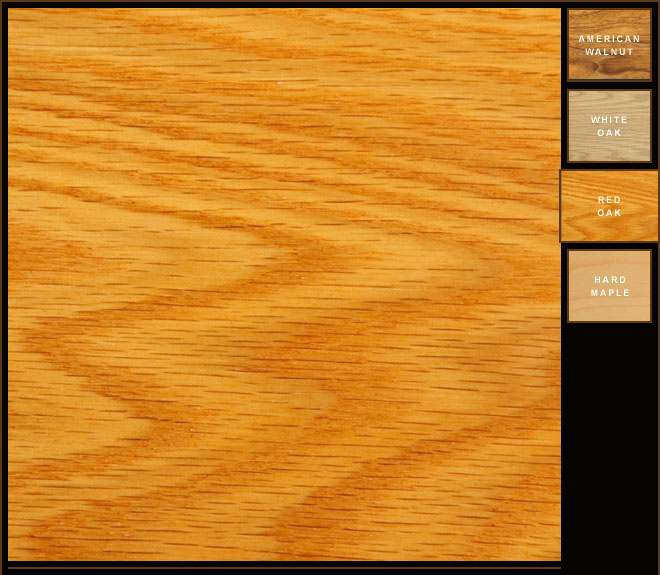 AMERICAN
WALNUT
WHITE
OAK
RED
OAK
HARD
MAPLE